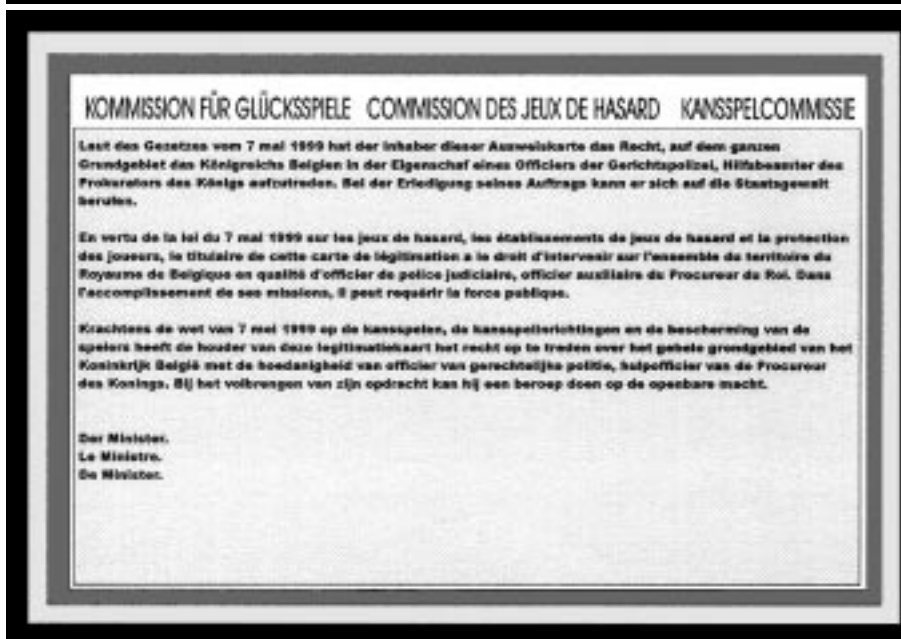 KOMMISSION FÜR GLÜCKSSPIELE COMMISSION DES JEUX DE HASARD KANSSPELCOMMISSIE
Laut des Gesetzes vom 7 mai 1999 hat der Inhaber dieser Ausweiskarte das Recht, auf dem ganzen
Grundgebiet des Königreichs Belgien in der Eigenschaf eines Officiers der Gerichtspolizei, Hilfsbeamter des
Prokurators des Königs aufzutreden. Bei der Erledigung seines Auftrags kann er sich auf die Staatsgewalt
berufen.
En vertu de la loi du 7 mai 1999 sur les jeux de hasard, les établissements de jeux de hasard et la protection
des joueurs, le titulaire de cette carte de légitimation a le droit d'intervenir sur l'ensemble du territoire du
Royaume de Belgique en qualité d'officier de police judiciaire, officier auxiliaire du Procureur du Roi. Dans
l'accomplissement de ses missions, il peut requérir la force publique.
Krachtens de wet van 7 mei 1999 op de kansspelen, de kansspelinrichtingen en de bescherming van de
spelers heeft de houder van deze legitimatiekaart het recht op te treden over het gehele grondgebied van het
Koninkrijk België met de hoedanigheid van officier van gerechtelijke politie, hulpofficier van de Procureur
des Konings. Bij het volbrengen van zijn opdracht kan hij een beroep doen op de openbare macht.
Der Minister.
Le Ministre.
De Minister.